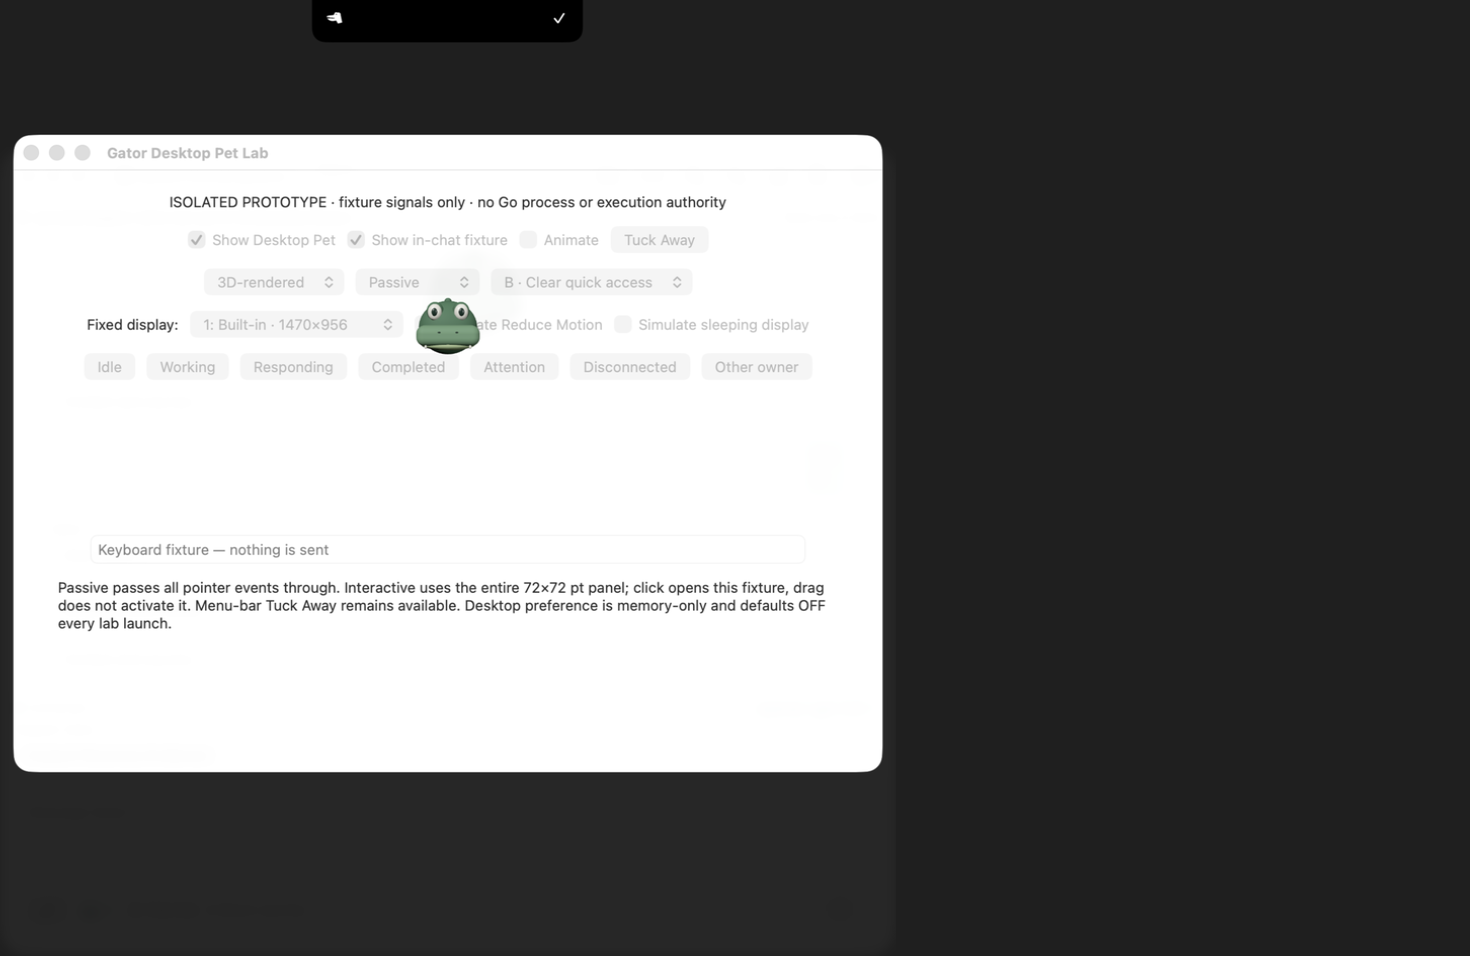 Gator Desktop Pet Lab
ISOLATED PROTOTYPE · fixture signals only · no Go process or execution authority
Show Desktop Pet Show in-chat fixture Animate Tuck Away
3D-rendered Passive B · Clear quick access
Fixed display: 1: Built-in · 1470×956 Reduce Motion Simulate sleeping display
Idle Working Responding Completed Attention Disconnected Other owner
Keyboard fixture — nothing is sent
Passive passes all pointer events through. Interactive uses the entire 72×72 pt panel; click opens this fixture, drag
does not activate it. Menu-bar Tuck Away remains available. Desktop preference is memory-only and defaults OFF
every lab launch.